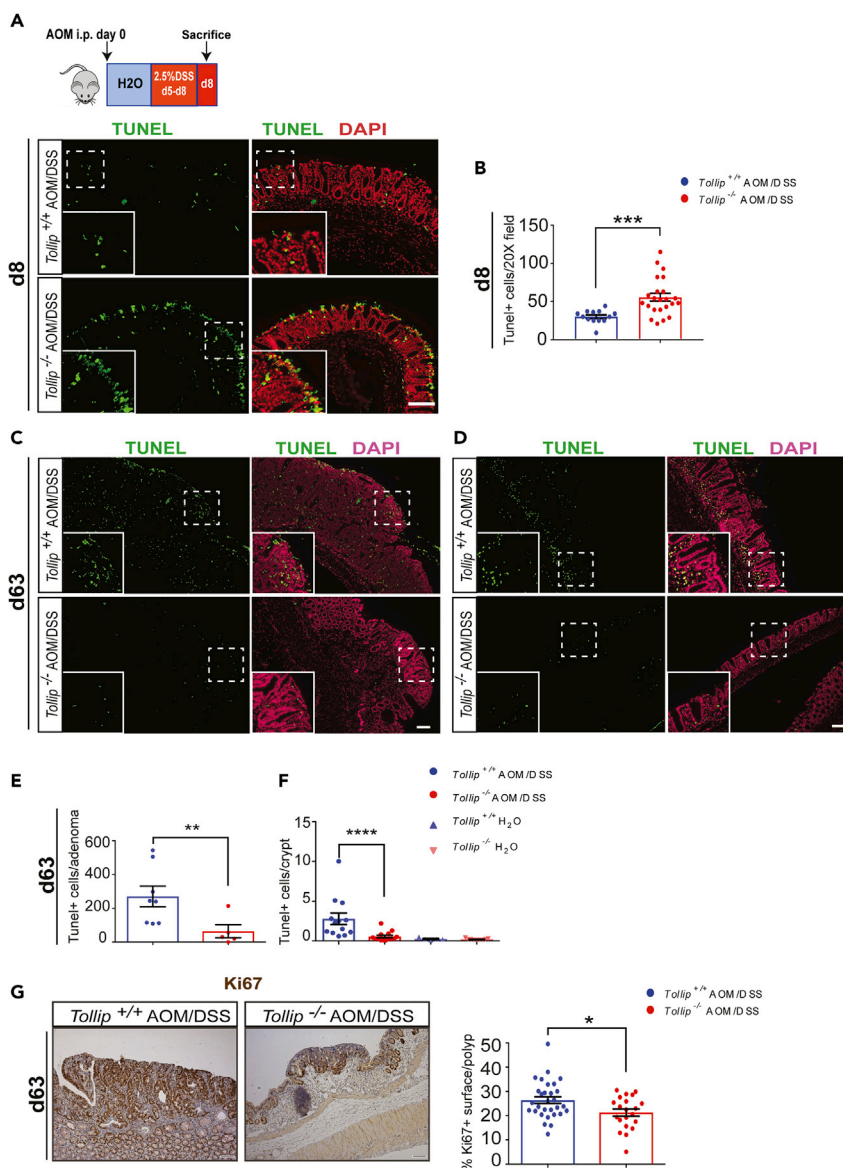 A
AOM i.p. day 0 Sacrifice
H2O 2.5%DSS d5-d8 d8
TUNEL TUNEL DAPI
d8
Tollip +/+ AOM/DSS
Tollip -/- AOM/DSS
B
Tollip +/+ AOM/DSS
Tollip -/- AOM/DSS
d8
Tunel+ cells/20X field
150
100
50
0
***
C
TUNEL TUNEL DAPI
d63
Tollip +/+ AOM/DSS
Tollip -/- AOM/DSS
D
TUNEL TUNEL DAPI
Tollip +/+ AOM/DSS
Tollip -/- AOM/DSS
E
d63
Tunel+ cells/adenoma
600
400
200
0
**
F
Tollip +/+ AOM/DSS
Tollip -/- AOM/DSS
Tollip +/+ H2O
Tollip -/- H2O
Tunel+ cells/crypt
15
10
5
0
****
G
Ki67
Tollip +/+ AOM/DSS Tollip -/- AOM/DSS
d63
Tollip +/+ AOM/DSS
Tollip -/- AOM/DSS
% Ki67+ surface/polyp
50
40
30
20
10
0
*